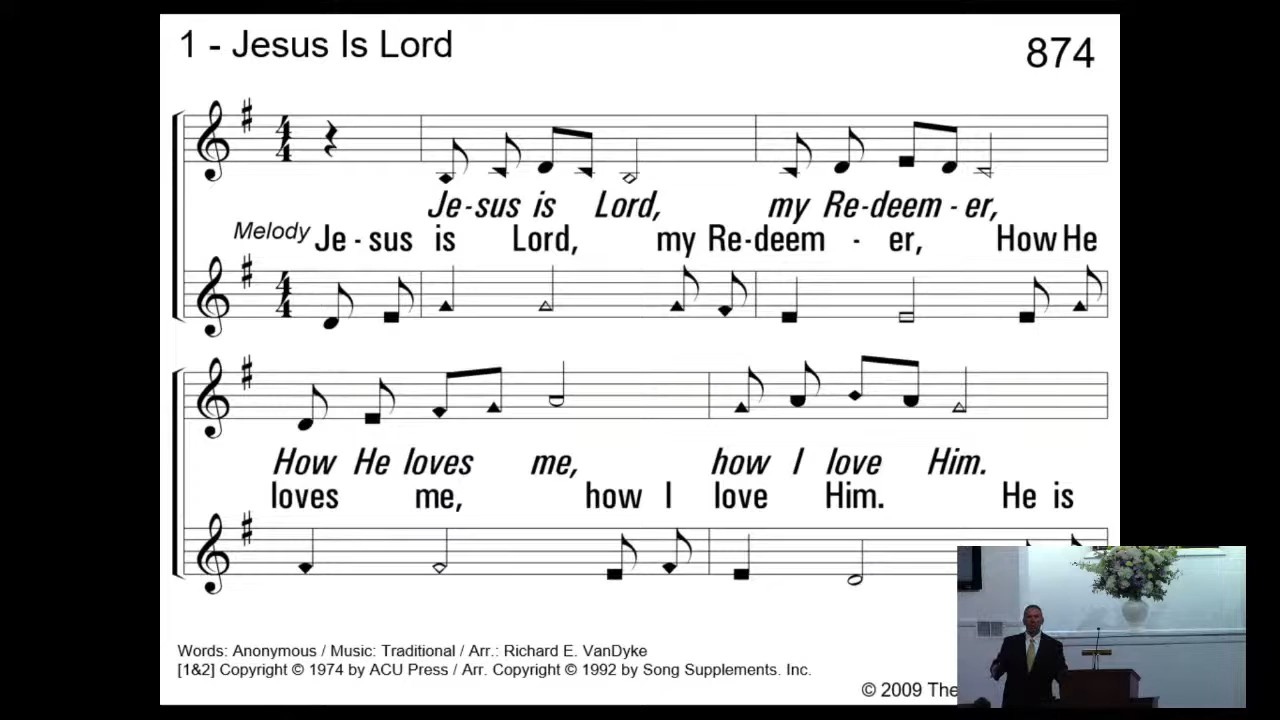 1 - Jesus Is Lord
874
Je-sus is Lord, my Re-deem - er,
Melody Je - sus is Lord, my Re-deem - er, How He
How He loves me, how I love Him.
loves me, how I love Him. He is
Words: Anonymous / Music: Traditional / Arr.: Richard E. VanDyke
[1&2] Copyright © 1974 by ACU Press / Arr. Copyright © 1992 by Song Supplements. Inc.
© 2009 The